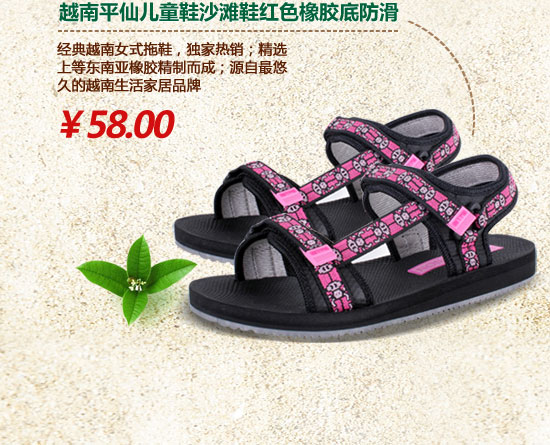 越南平仙儿童鞋沙滩鞋红色橡胶底防滑
经典越南女式拖鞋，独家热销；精选
上等东南亚橡胶精制而成；源自最悠
久的越南生活家居品牌
￥58.00